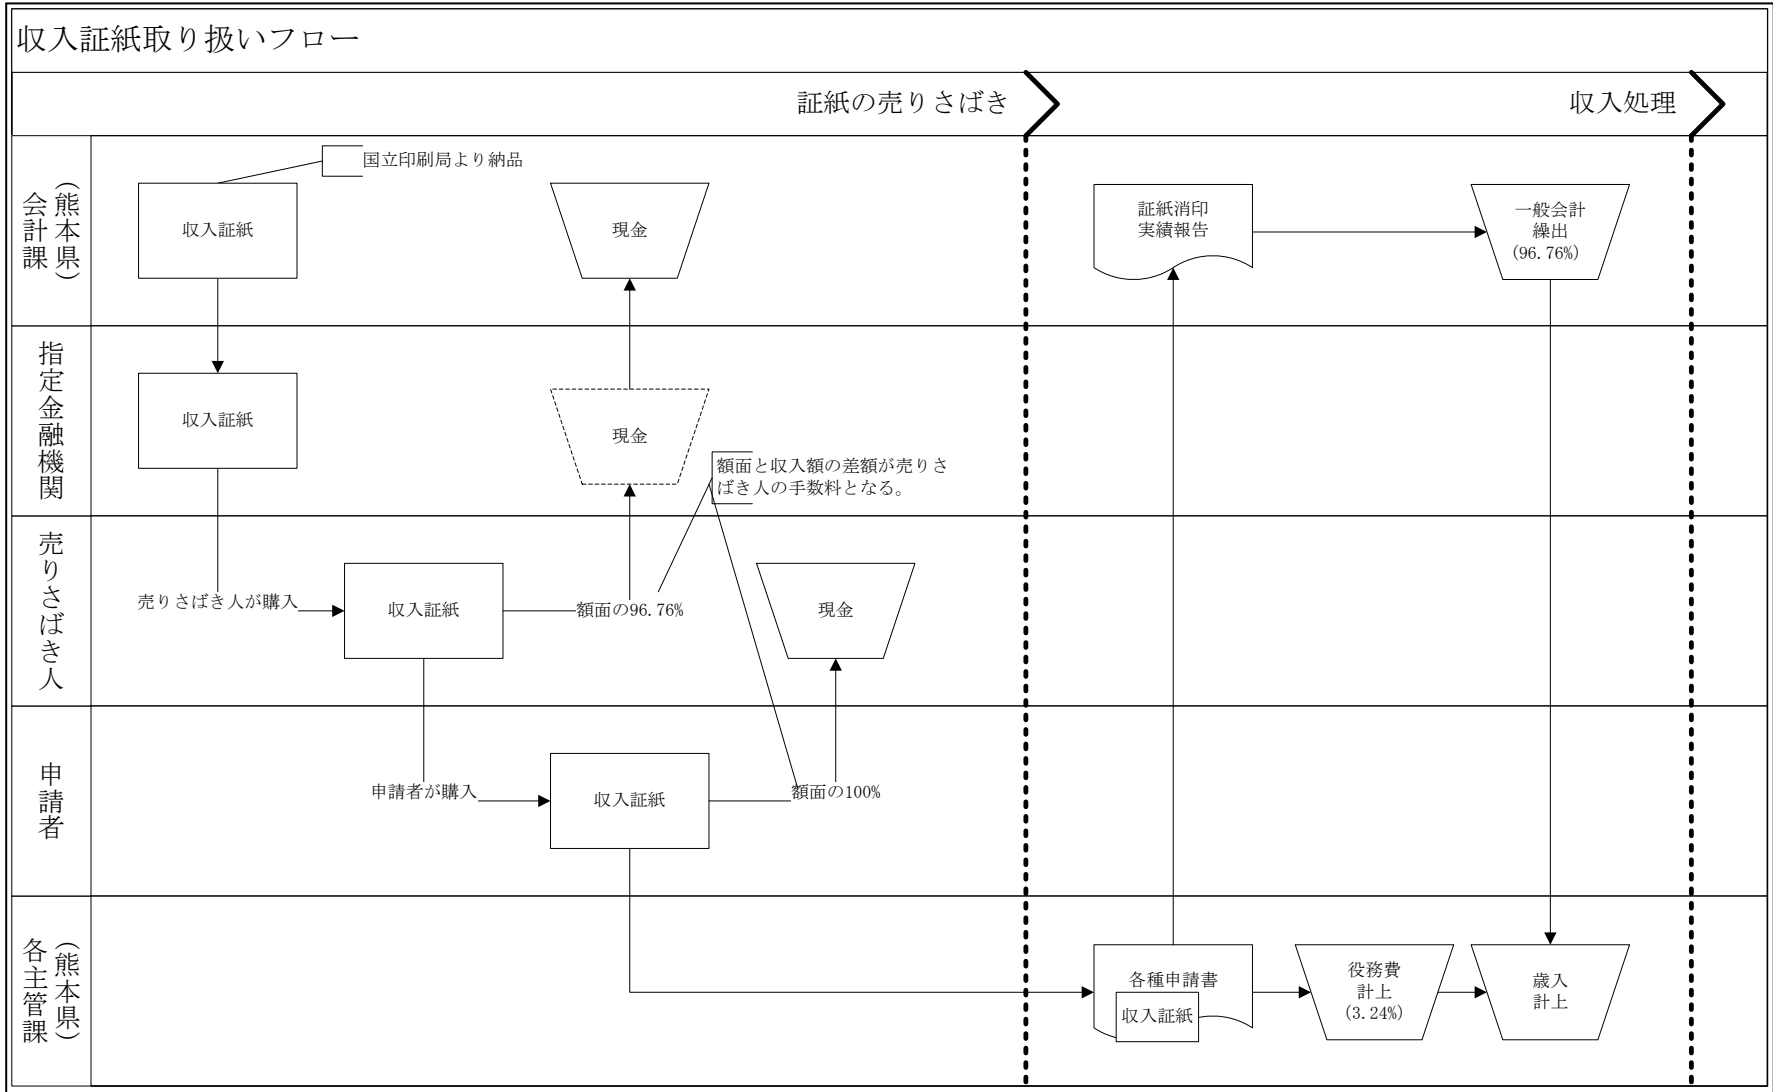 収入証紙取り扱いフロー
証紙の売りさばき
収入処理
会計課
(熊本県)
国立印刷局より納品
収入証紙
現金
証紙消印
実績報告
一般会計
繰出
(96.76%)
指定金融機関
収入証紙
現金
額面と収入額の差額が売りさ
ばき人の手数料となる。
売りさばき人
売りさばき人が購入
収入証紙
額面の96.76%
現金
申請者
申請者が購入
収入証紙
額面の100%
各主管課
(熊本県)
各種申請書
収入証紙
役務費
計上
(3.24%)
歳入
計上